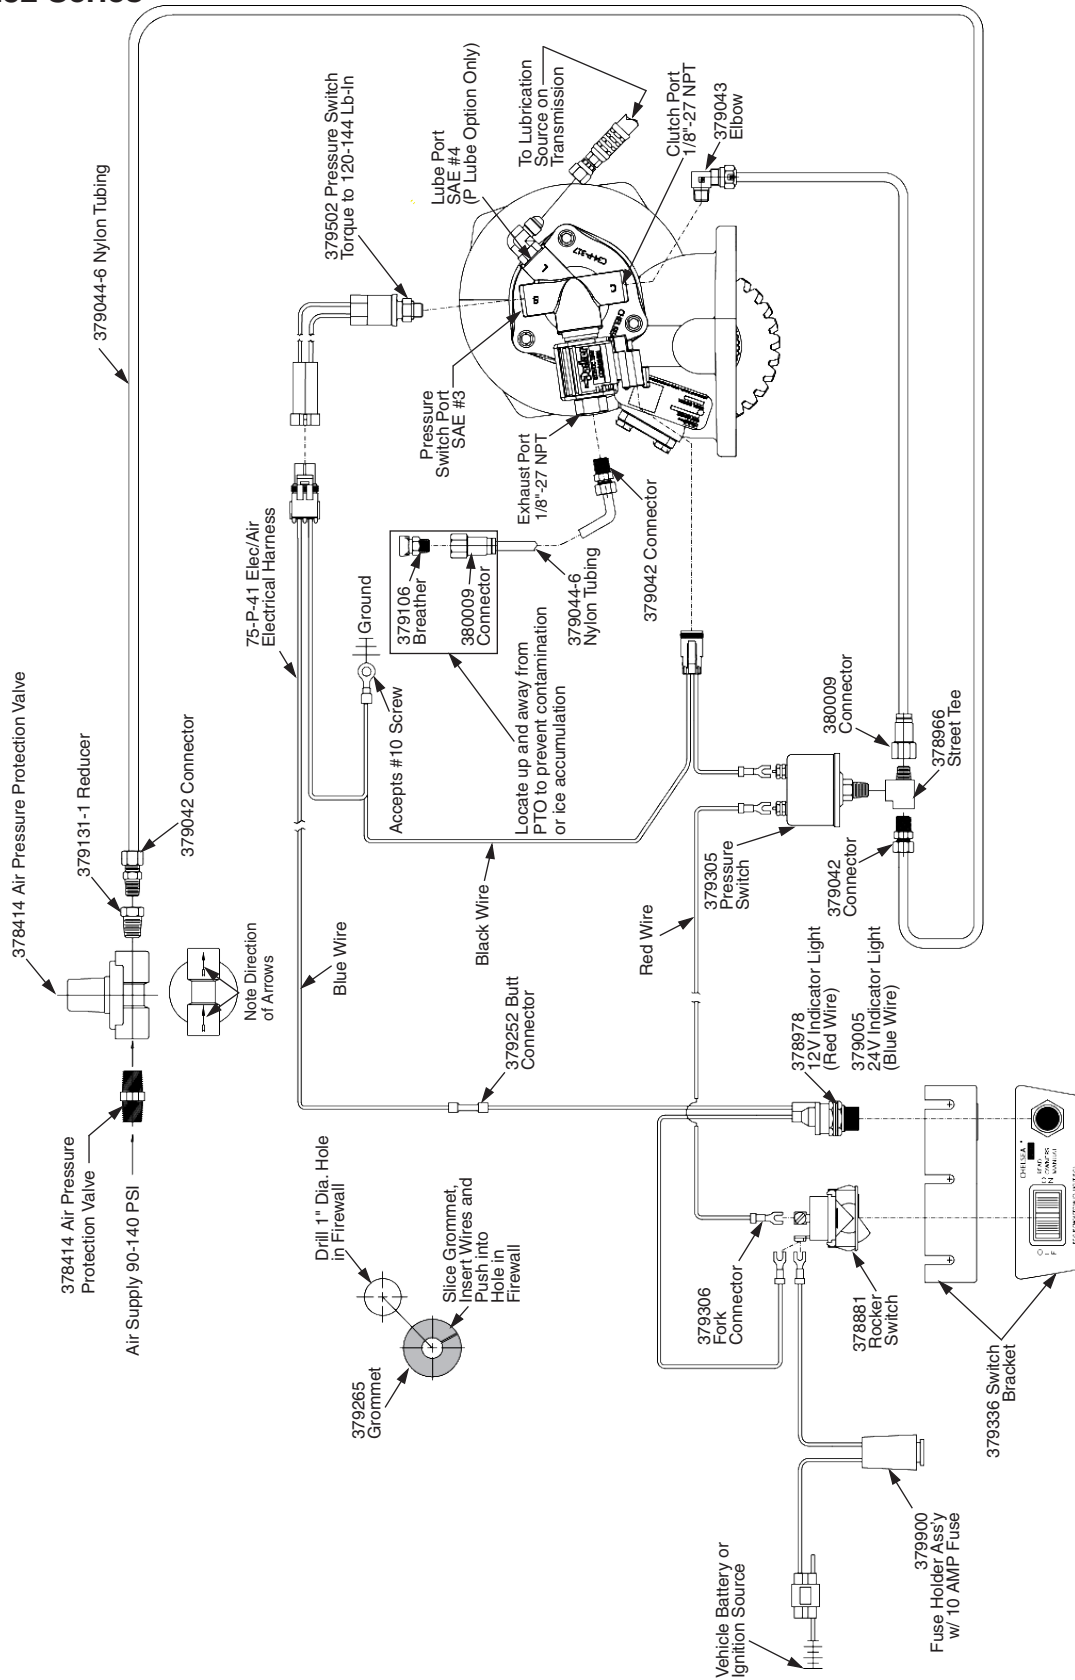 Series
378414 Air Pressure Protection Valve
379131-1 Reducer
379042 Connector
379044-6 Nylon Tubing
378414 Air Pressure
Protection Valve
Air Supply 90-140 PSI
Note Direction
of Arrows
75-P-41 Elec/Air
Electrical Harness
379502 Pressure Switch
Torque to 120-144 Lb-In
Lube Port
SAE #4
(P Lube Option Only)
To Lubrication
Source on
Transmission
Clutch Port
1/8"-27 NPT
379043
Elbow
Pressure
Switch Port
SAE #3
Exhaust Port
1/8"-27 NPT
S
L
C
Ground
Accepts #10 Screw
379106
Breather
380009
Connector
379044-6
Nylon Tubing
379042 Connector
Locate up and away from
PTO to prevent contamination
or ice accumulation
Blue Wire
Black Wire
Red Wire
379252 Butt
Connector
Drill 1" Dia. Hole
in Firewall
Slice Grommet,
Insert Wires and
Push into
Hole in
Firewall
379265
Grommet
379305
Pressure
Switch
380009
Connector
378966
Street Tee
379042
Connector
378978
12V Indicator Light
(Red Wire)
379005
24V Indicator Light
(Blue Wire)
379306
Fork
Connector
378881
Rocker
Switch
379336 Switch
Bracket
CHELSEA
READ
OWNERS
MANUAL
Vehicle Battery or
Ignition Source
379900
Fuse Holder Ass'y
w/ 10 AMP Fuse